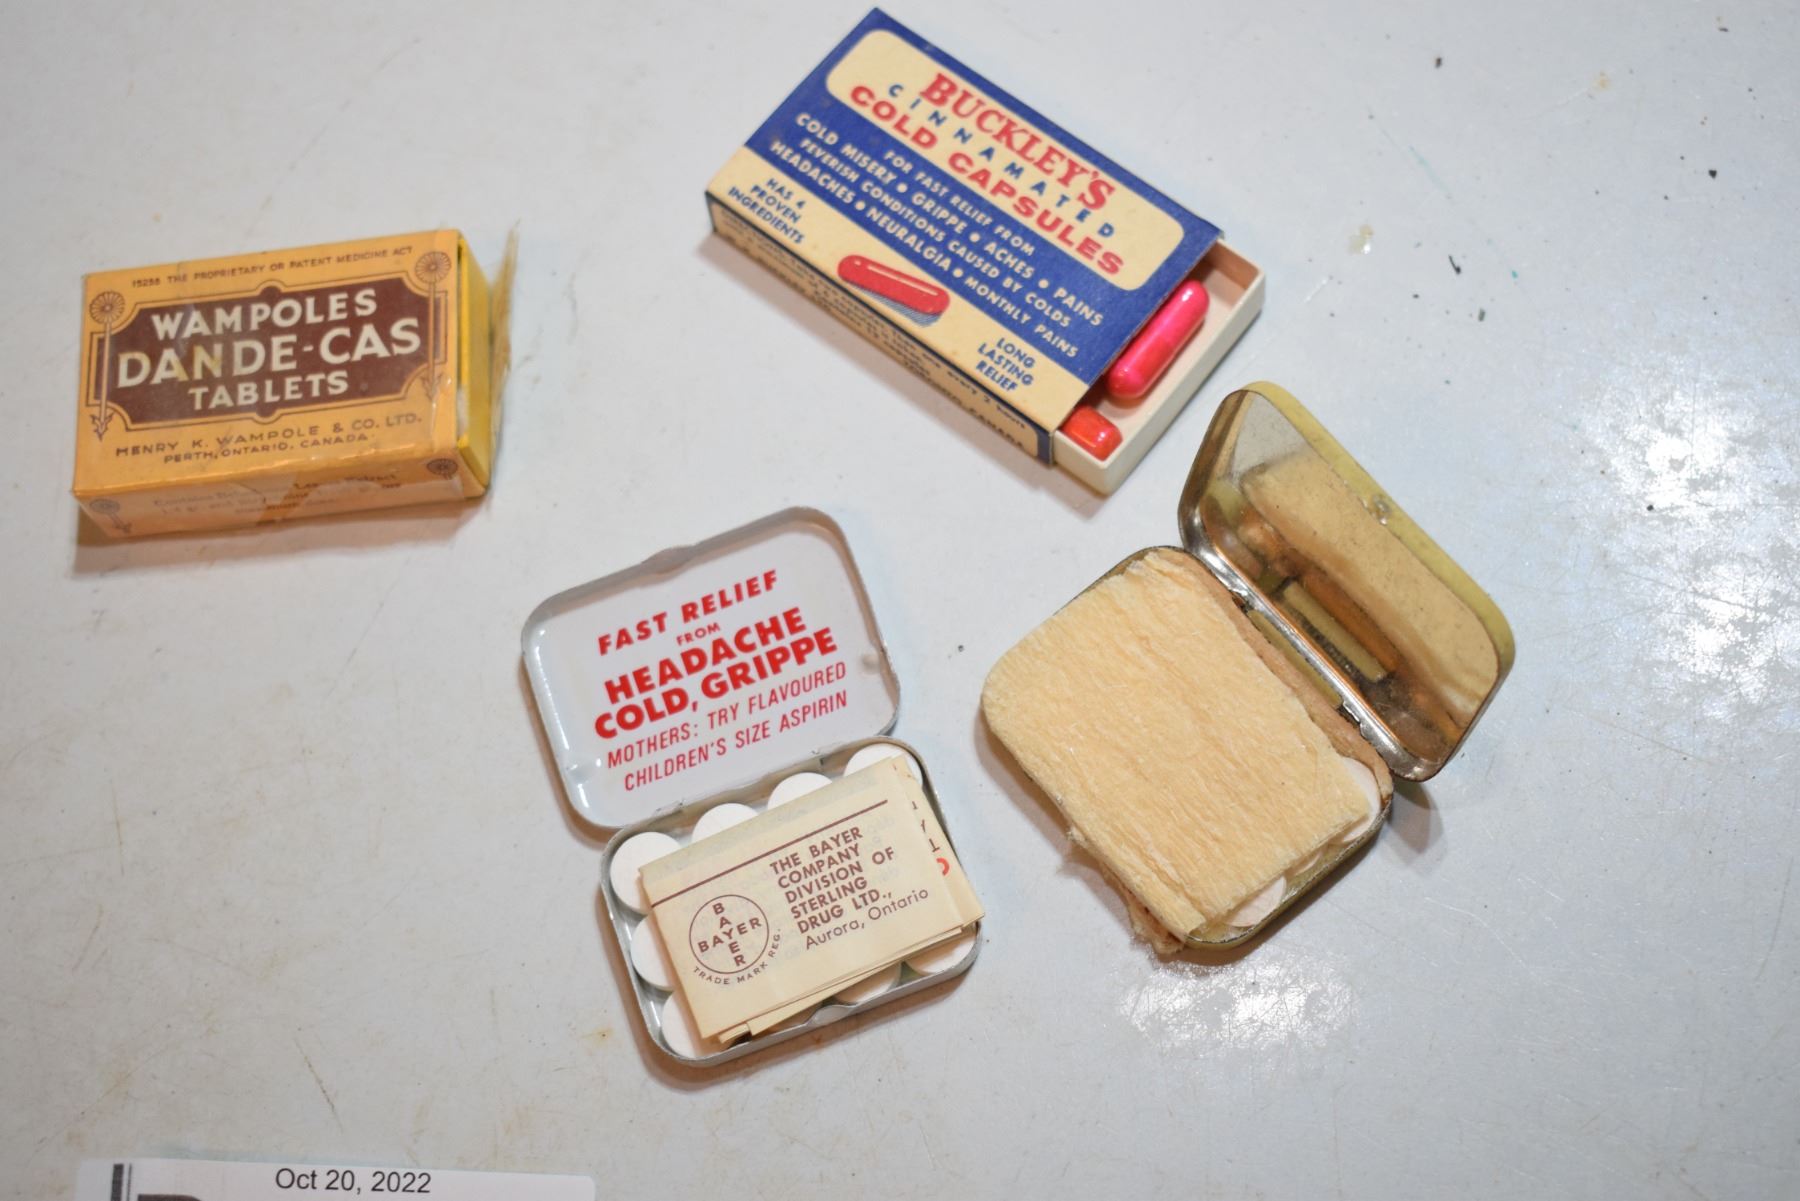 15258 THE PROPRIETARY OR PATENT MEDICINE ACT
WAMPOLES
DANDE-CAS
TABLETS
HENRY K. WAMPOLE & CO. LTD.
PERTH, ONTARIO, CANADA.
BUCKLEY'S
CINNAMATED
COLD CAPSULES
FOR FAST RELIEF FROM
COLD MISERY • GRIPPE • ACHES • PAINS
FEVERISH CONDITIONS CAUSED BY COLDS
HEADACHES • NEURALGIA • MONTHLY PAINS
HAS 4
PROVEN
INGREDIENTS
LONG
LASTING
RELIEF
FAST RELIEF
FROM
HEADACHE
COLD, GRIPPE
MOTHERS: TRY FLAVOURED
CHILDREN'S SIZE ASPIRIN
BAYER
BAYER
TRADE MARK REG.
THE BAYER
COMPANY
DIVISION OF
STERLING
DRUG LTD.,
Aurora, Ontario
Oct 20, 2022